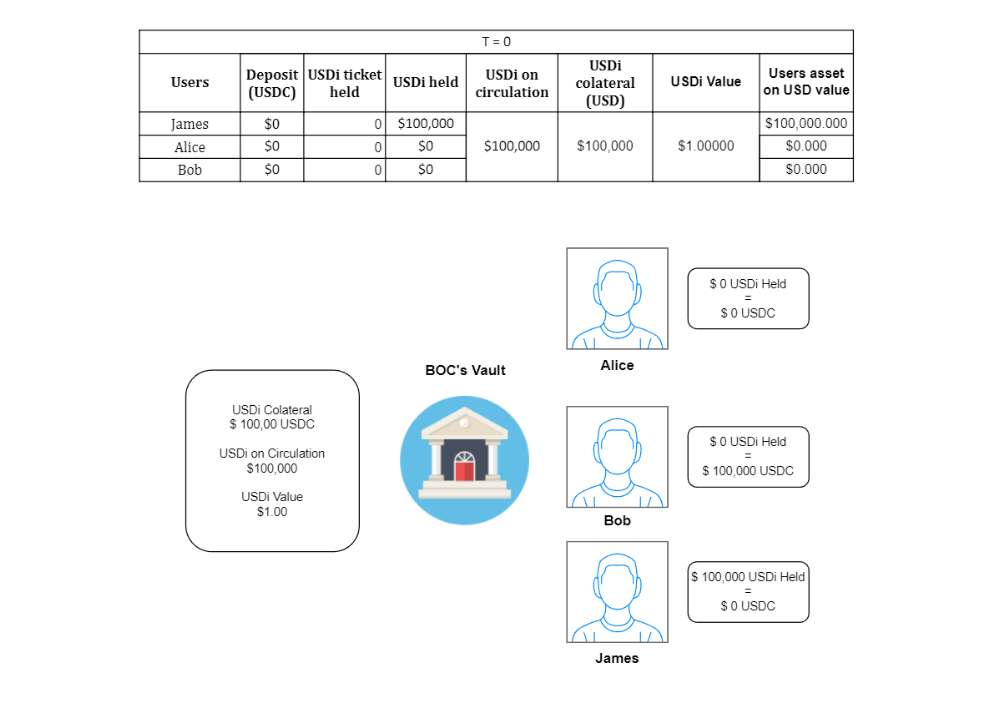 T = 0
Users
Deposit (USDC)
USDi ticket held
USDi held
USDi on circulation
USDi colateral (USD)
USDi Value
Users asset on USD value
James $0 0 $100,000 $100,000.000
Alice $0 0 $0 $100,000 $100,000 $1.00000 $0.000
Bob $0 0 $0 $0.000
$ 0 USDi Held
=
$ 0 USDC
Alice
BOC's Vault
USDi Colateral
$ 100,00 USDC
USDi on Circulation
$100,000
USDi Value
$1.00
$ 0 USDi Held
=
$ 100,000 USDC
Bob
$ 100,000 USDi Held
=
$ 0 USDC
James